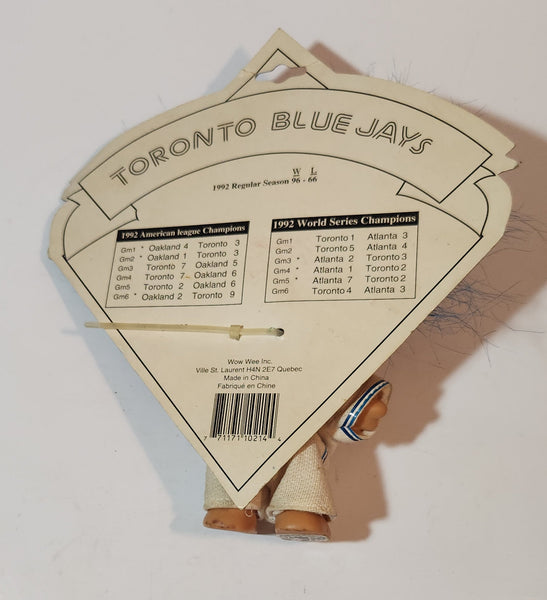 TORONTO BLUE JAYS
W L
1992 Regular Season 96 - 66
1992 American league Champions
Gm1 * Oakland 4 Toronto 3
Gm2 * Oakland 1 Toronto 3
Gm3 Toronto 7 Oakland 5
Gm4 Toronto 7 Oakland 6
Gm5 Toronto 2 Oakland 6
Gm6 * Oakland 2 Toronto 9
1992 World Series Champions
Gm1 Toronto 1 Atlanta 3
Gm2 Toronto 5 Atlanta 4
Gm3 * Atlanta 2 Toronto 3
Gm4 * Atlanta 1 Toronto 2
Gm5 Atlanta 7 Toronto 2
Gm6 Toronto 4 Atlanta 3
Wow Wee Inc.
Ville St. Laurent H4N 2E7 Quebec
Made in China
Fabriqué en Chine
7 71171 10214 4